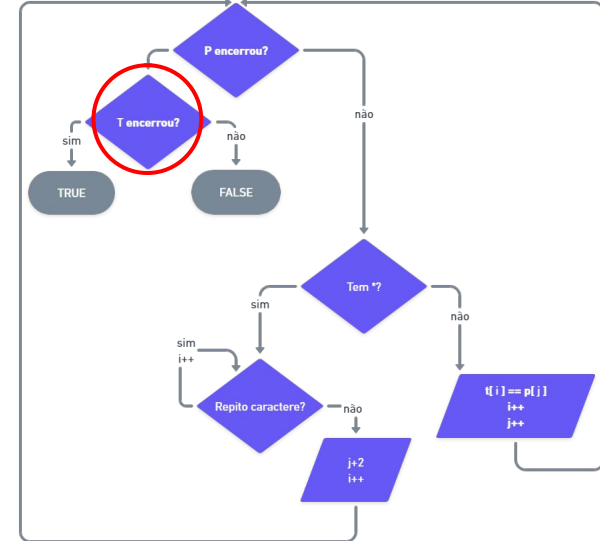 P encerrou?
T encerrou?
não
sim
não
TRUE
FALSE
Tem *?
sim
não
sim
i++
Repito caractere?
não
t[ i ] == p[ j ]
i++
j++
j+2
i++